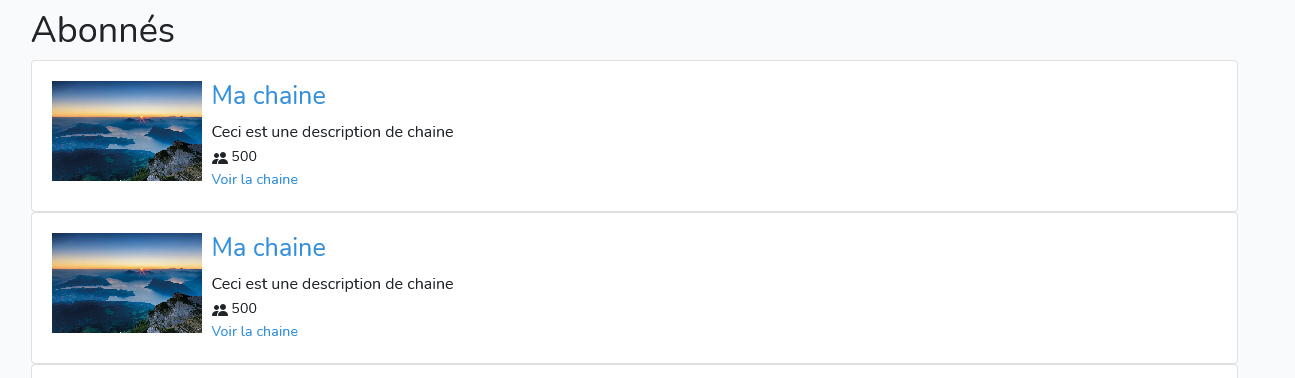 Abonnés
Ma chaine
Ceci est une description de chaine
500
Voir la chaine
Ma chaine
Ceci est une description de chaine
500
Voir la chaine